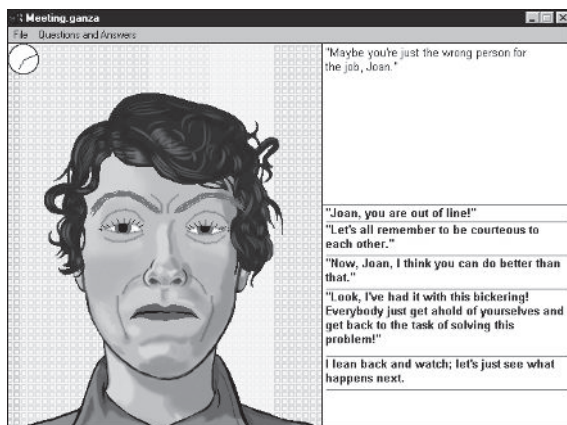 Meeting.ganza
File Questions and Answers
"Maybe you're just the wrong person for
the job, Joan."
"Joan, you are out of line!"
"Let's all remember to be courteous to
each other."
"Now, Joan, I think you can do better than
that."
"Look, I've had it with this bickering!
Everybody just get ahold of yourselves and
get back to the task of solving this
problem!"
I lean back and watch; let's just see what
happens next.